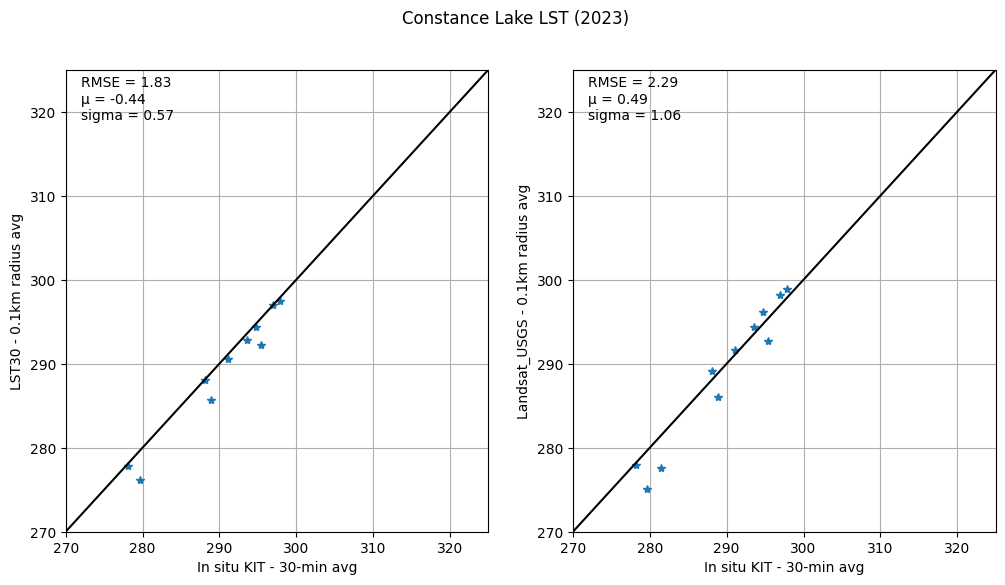 Constance Lake LST (2023)
RMSE = 1.83
μ = -0.44
sigma = 0.57
320
310
300
290
280
270
270 280 290 300 310 320
LST30 - 0.1km radius avg
In situ KIT - 30-min avg
RMSE = 2.29
μ = 0.49
sigma = 1.06
320
310
300
290
280
270
270 280 290 300 310 320
Landsat_USGS - 0.1km radius avg
In situ KIT - 30-min avg